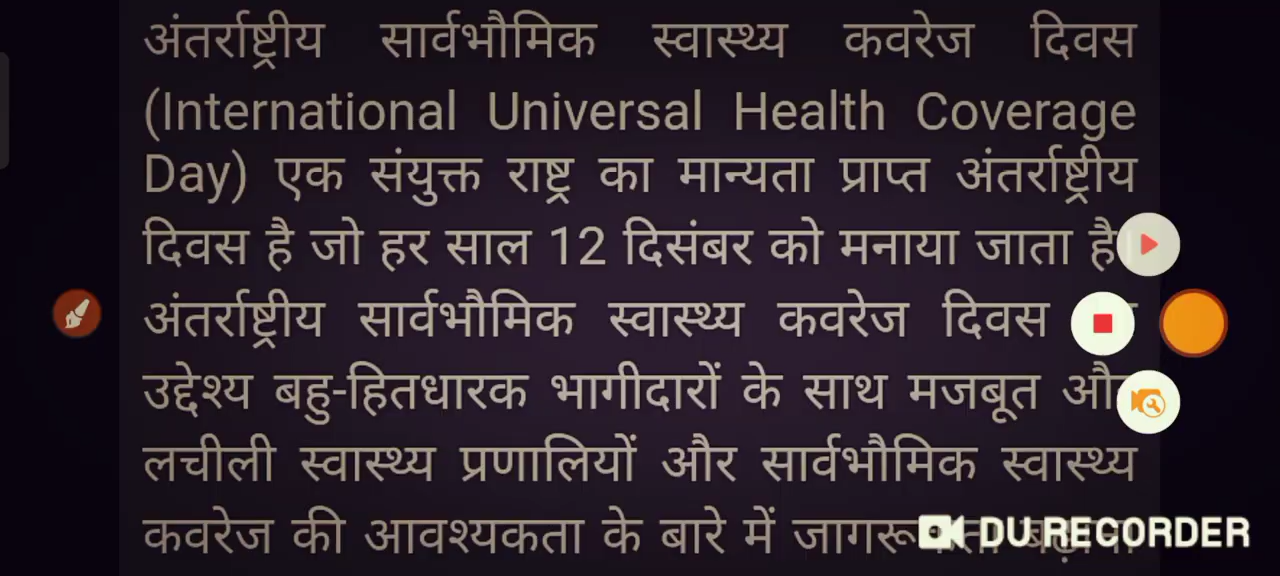 अंतर्राष्ट्रीय सार्वभौमिक स्वास्थ्य कवरेज दिवस
(International Universal Health Coverage
Day) एक संयुक्त राष्ट्र का मान्यता प्राप्त अंतर्राष्ट्रीय
दिवस है जो हर साल 12 दिसंबर को मनाया जाता है
अंतर्राष्ट्रीय सार्वभौमिक स्वास्थ्य कवरेज दिवस
उद्देश्य बहु-हितधारक भागीदारों के साथ मजबूत और
लचीली स्वास्थ्य प्रणालियों और सार्वभौमिक स्वास्थ्य
कवरेज की आवश्यकता के बारे में
DU RECORDER